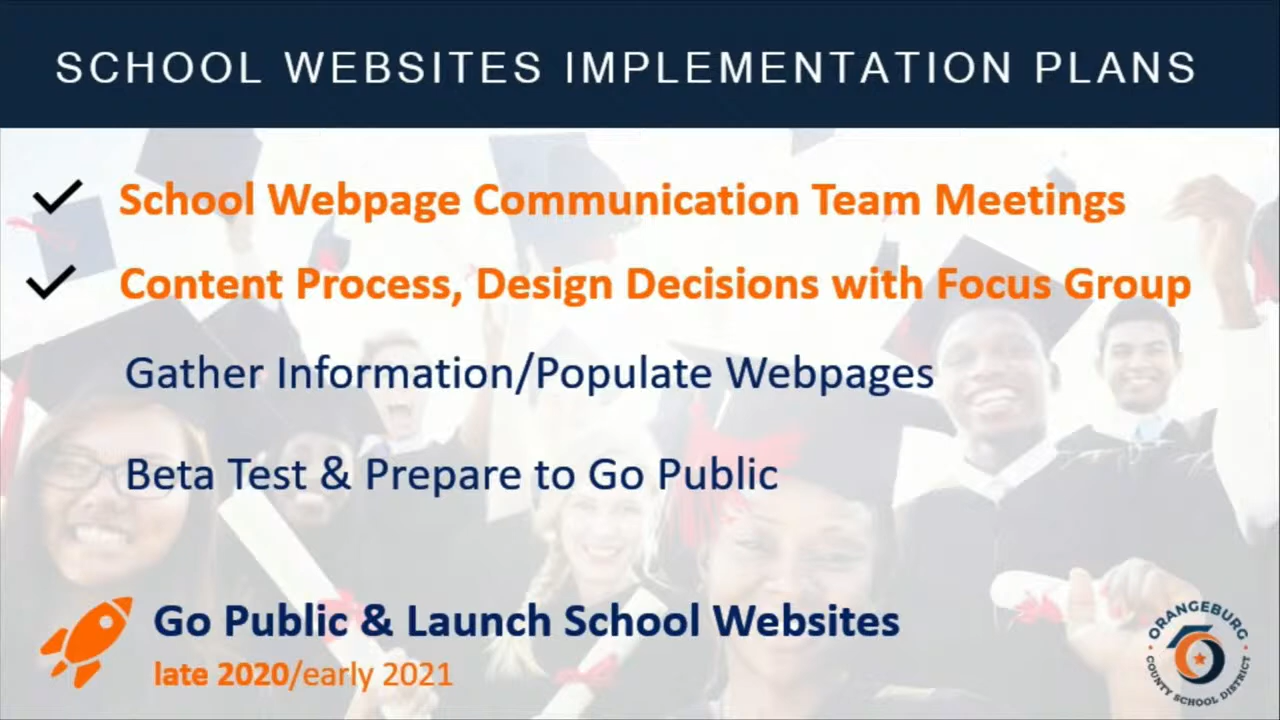 SCHOOL WEBSITES IMPLEMENTATION PLANS
School Webpage Communication Team Meetings
Content Process, Design Decisions with Focus Group
Gather Information/Populate Webpages
Beta Test & Prepare to Go Public
Go Public & Launch School Websites
late 2020/early 2021
ORANGEBURG
COUNTY SCHOOL DISTRICT